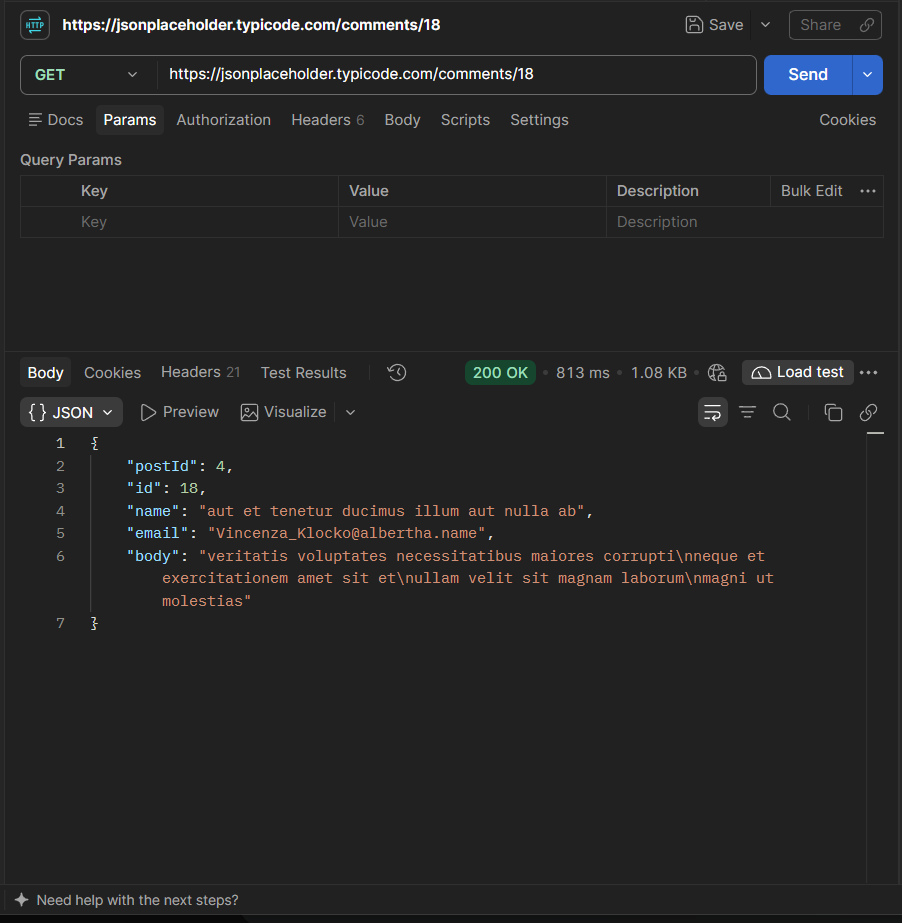 HTTP https://jsonplaceholder.typicode.com/comments/18 Save Share
GET https://jsonplaceholder.typicode.com/comments/18 Send
Docs Params Authorization Headers 6 Body Scripts Settings Cookies
Query Params
Key Value Description Bulk Edit
Key Value Description
Body Cookies Headers 21 Test Results 200 OK • 813 ms • 1.08 KB • Load test
{} JSON Preview Visualize
1 {
2 "postId": 4,
3 "id": 18,
4 "name": "aut et tenetur ducimus illum aut nulla ab",
5 "email": "Vincenza_Klocko@albertha.name",
6 "body": "veritatis voluptates necessitatibus maiores corrupti\nneque et
exercitationem amet sit et\nullam velit sit magnam laborum\nmagni ut
molestias"
7 }
Need help with the next steps?